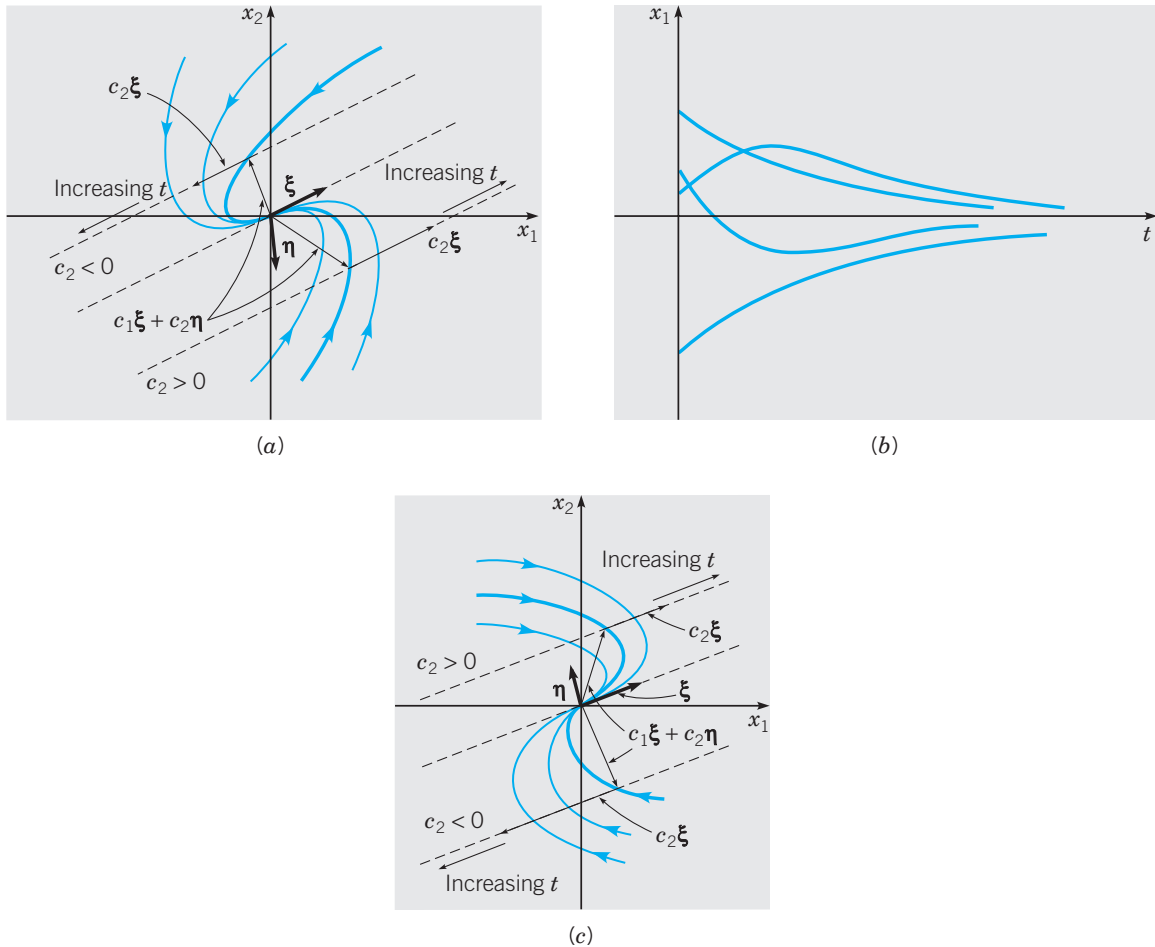 x₂
c₂ξ
Increasing t
ξ
Increasing t
x₁
η
c₂ξ
c₂ < 0
c₁ξ + c₂η
c₂ > 0
(a)
x₁
t
(b)
x₂
Increasing t
c₂ξ
c₂ > 0
η
ξ
x₁
c₁ξ + c₂η
c₂ < 0
c₂ξ
Increasing t
(c)